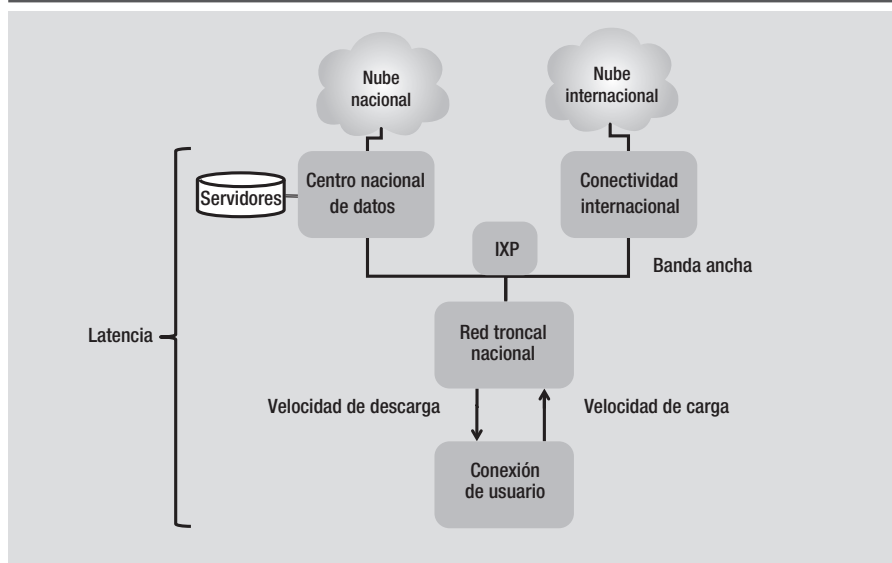 Nube
nacional
Nube
internacional
Servidores
Centro nacional
de datos
Conectividad
internacional
IXP
Banda ancha
Latencia
Red troncal
nacional
Velocidad de descarga
Velocidad de carga
Conexión
de usuario